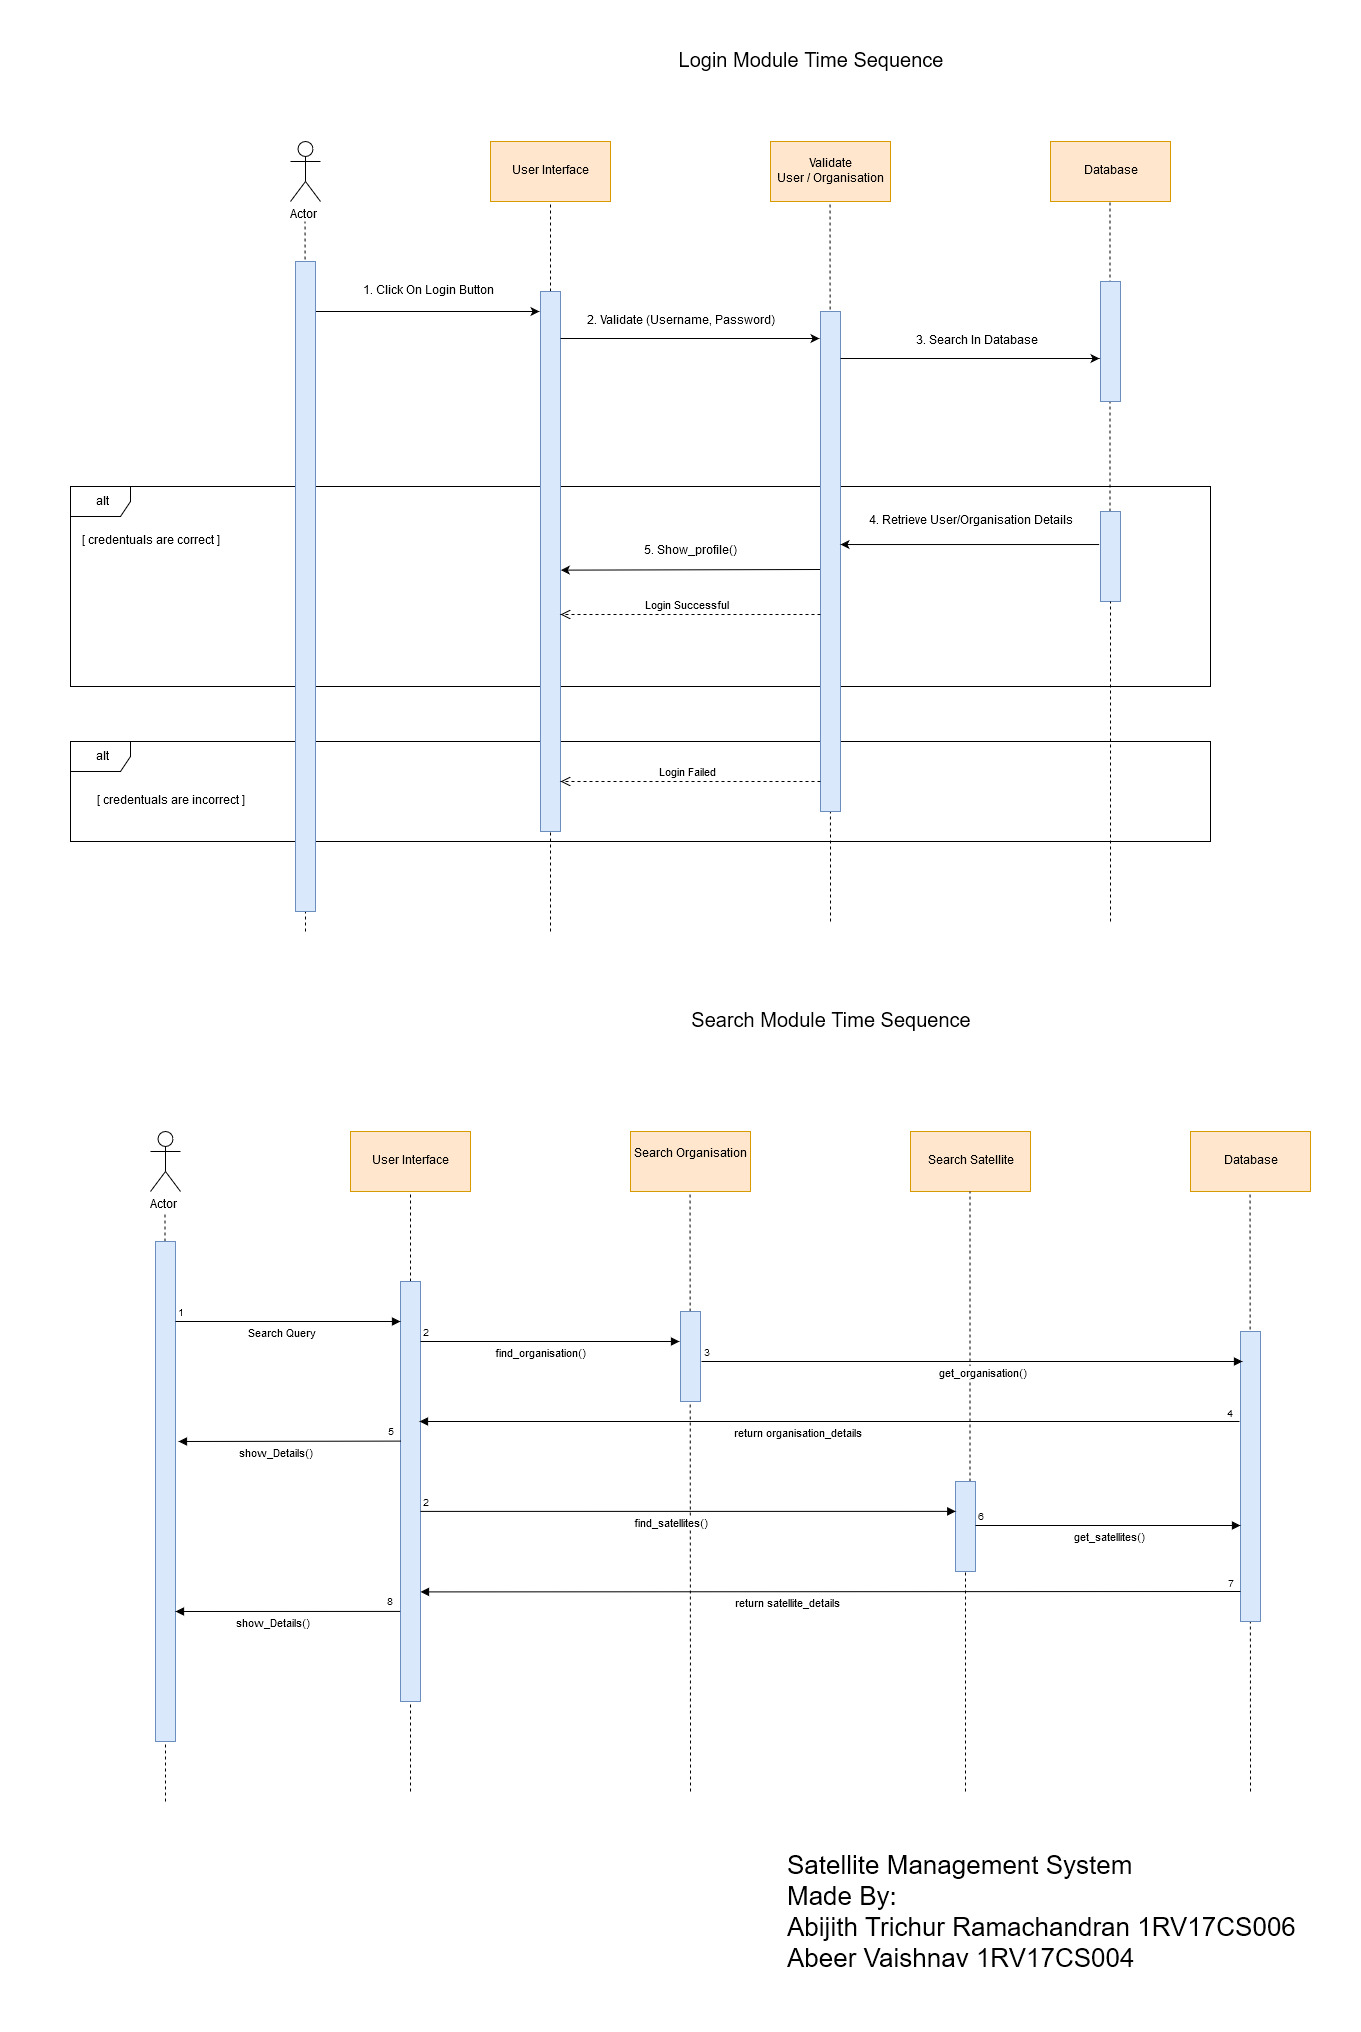 Login Module Time Sequence
Actor
User Interface
Validate
User / Organisation
Database
1. Click On Login Button
2. Validate (Username, Password)
3. Search In Database
alt
[ credentuals are correct ]
4. Retrieve User/Organisation Details
5. Show_profile()
Login Successful
alt
[ credentuals are incorrect ]
Login Failed
Search Module Time Sequence
Actor
User Interface
Search Organisation
Search Satellite
Database
1
Search Query
2
find_organisation()
3
get_organisation()
4
return organisation_details
5
show_Details()
2
find_satellites()
6
get_satellites()
7
return satellite_details
8
show_Details()
Satellite Management System
Made By:
Abijith Trichur Ramachandran 1RV17CS006
Abeer Vaishnav 1RV17CS004